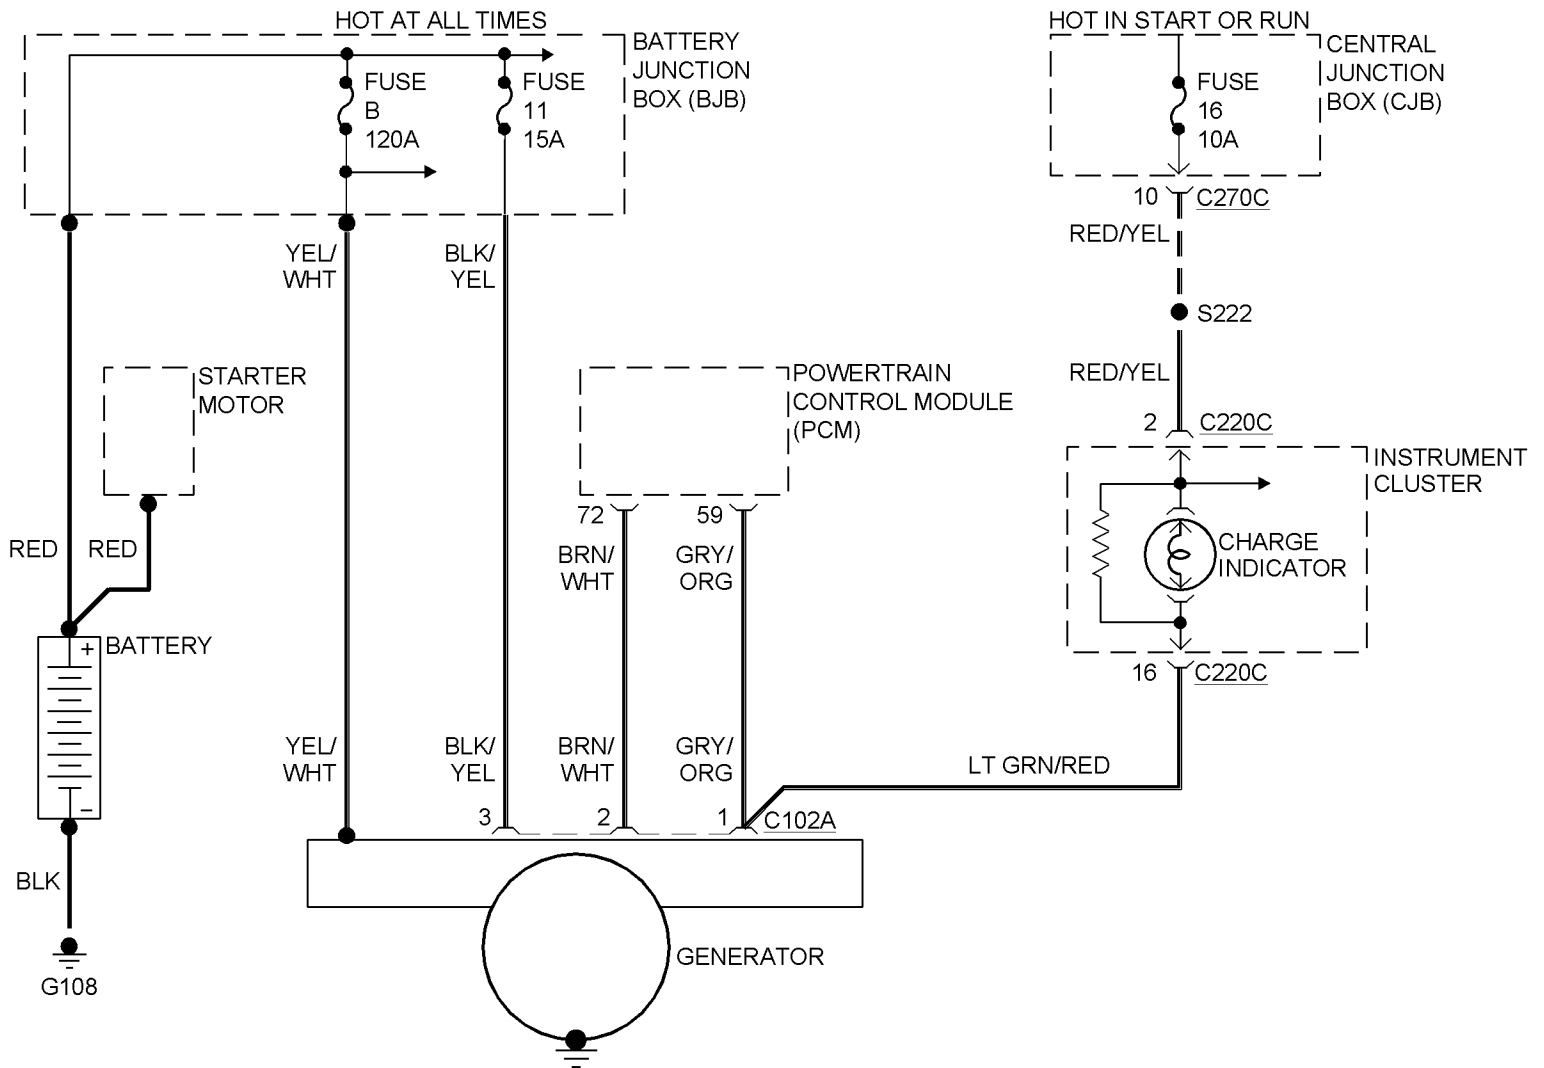 HOT AT ALL TIMES
HOT IN START OR RUN
BATTERY
JUNCTION
BOX (BJB)
CENTRAL
JUNCTION
BOX (CJB)
FUSE
B
120A
FUSE
11
15A
FUSE
16
10A
10
C270C
RED/YEL
S222
RED/YEL
2
C220C
YEL/
WHT
BLK/
YEL
STARTER
MOTOR
POWERTRAIN
CONTROL MODULE
(PCM)
INSTRUMENT
CLUSTER
CHARGE
INDICATOR
72
59
RED
RED
BRN/
WHT
GRY/
ORG
+
BATTERY
−
16
C220C
YEL/
WHT
BLK/
YEL
BRN/
WHT
GRY/
ORG
LT GRN/RED
3
2
1
C102A
BLK
G108
GENERATOR